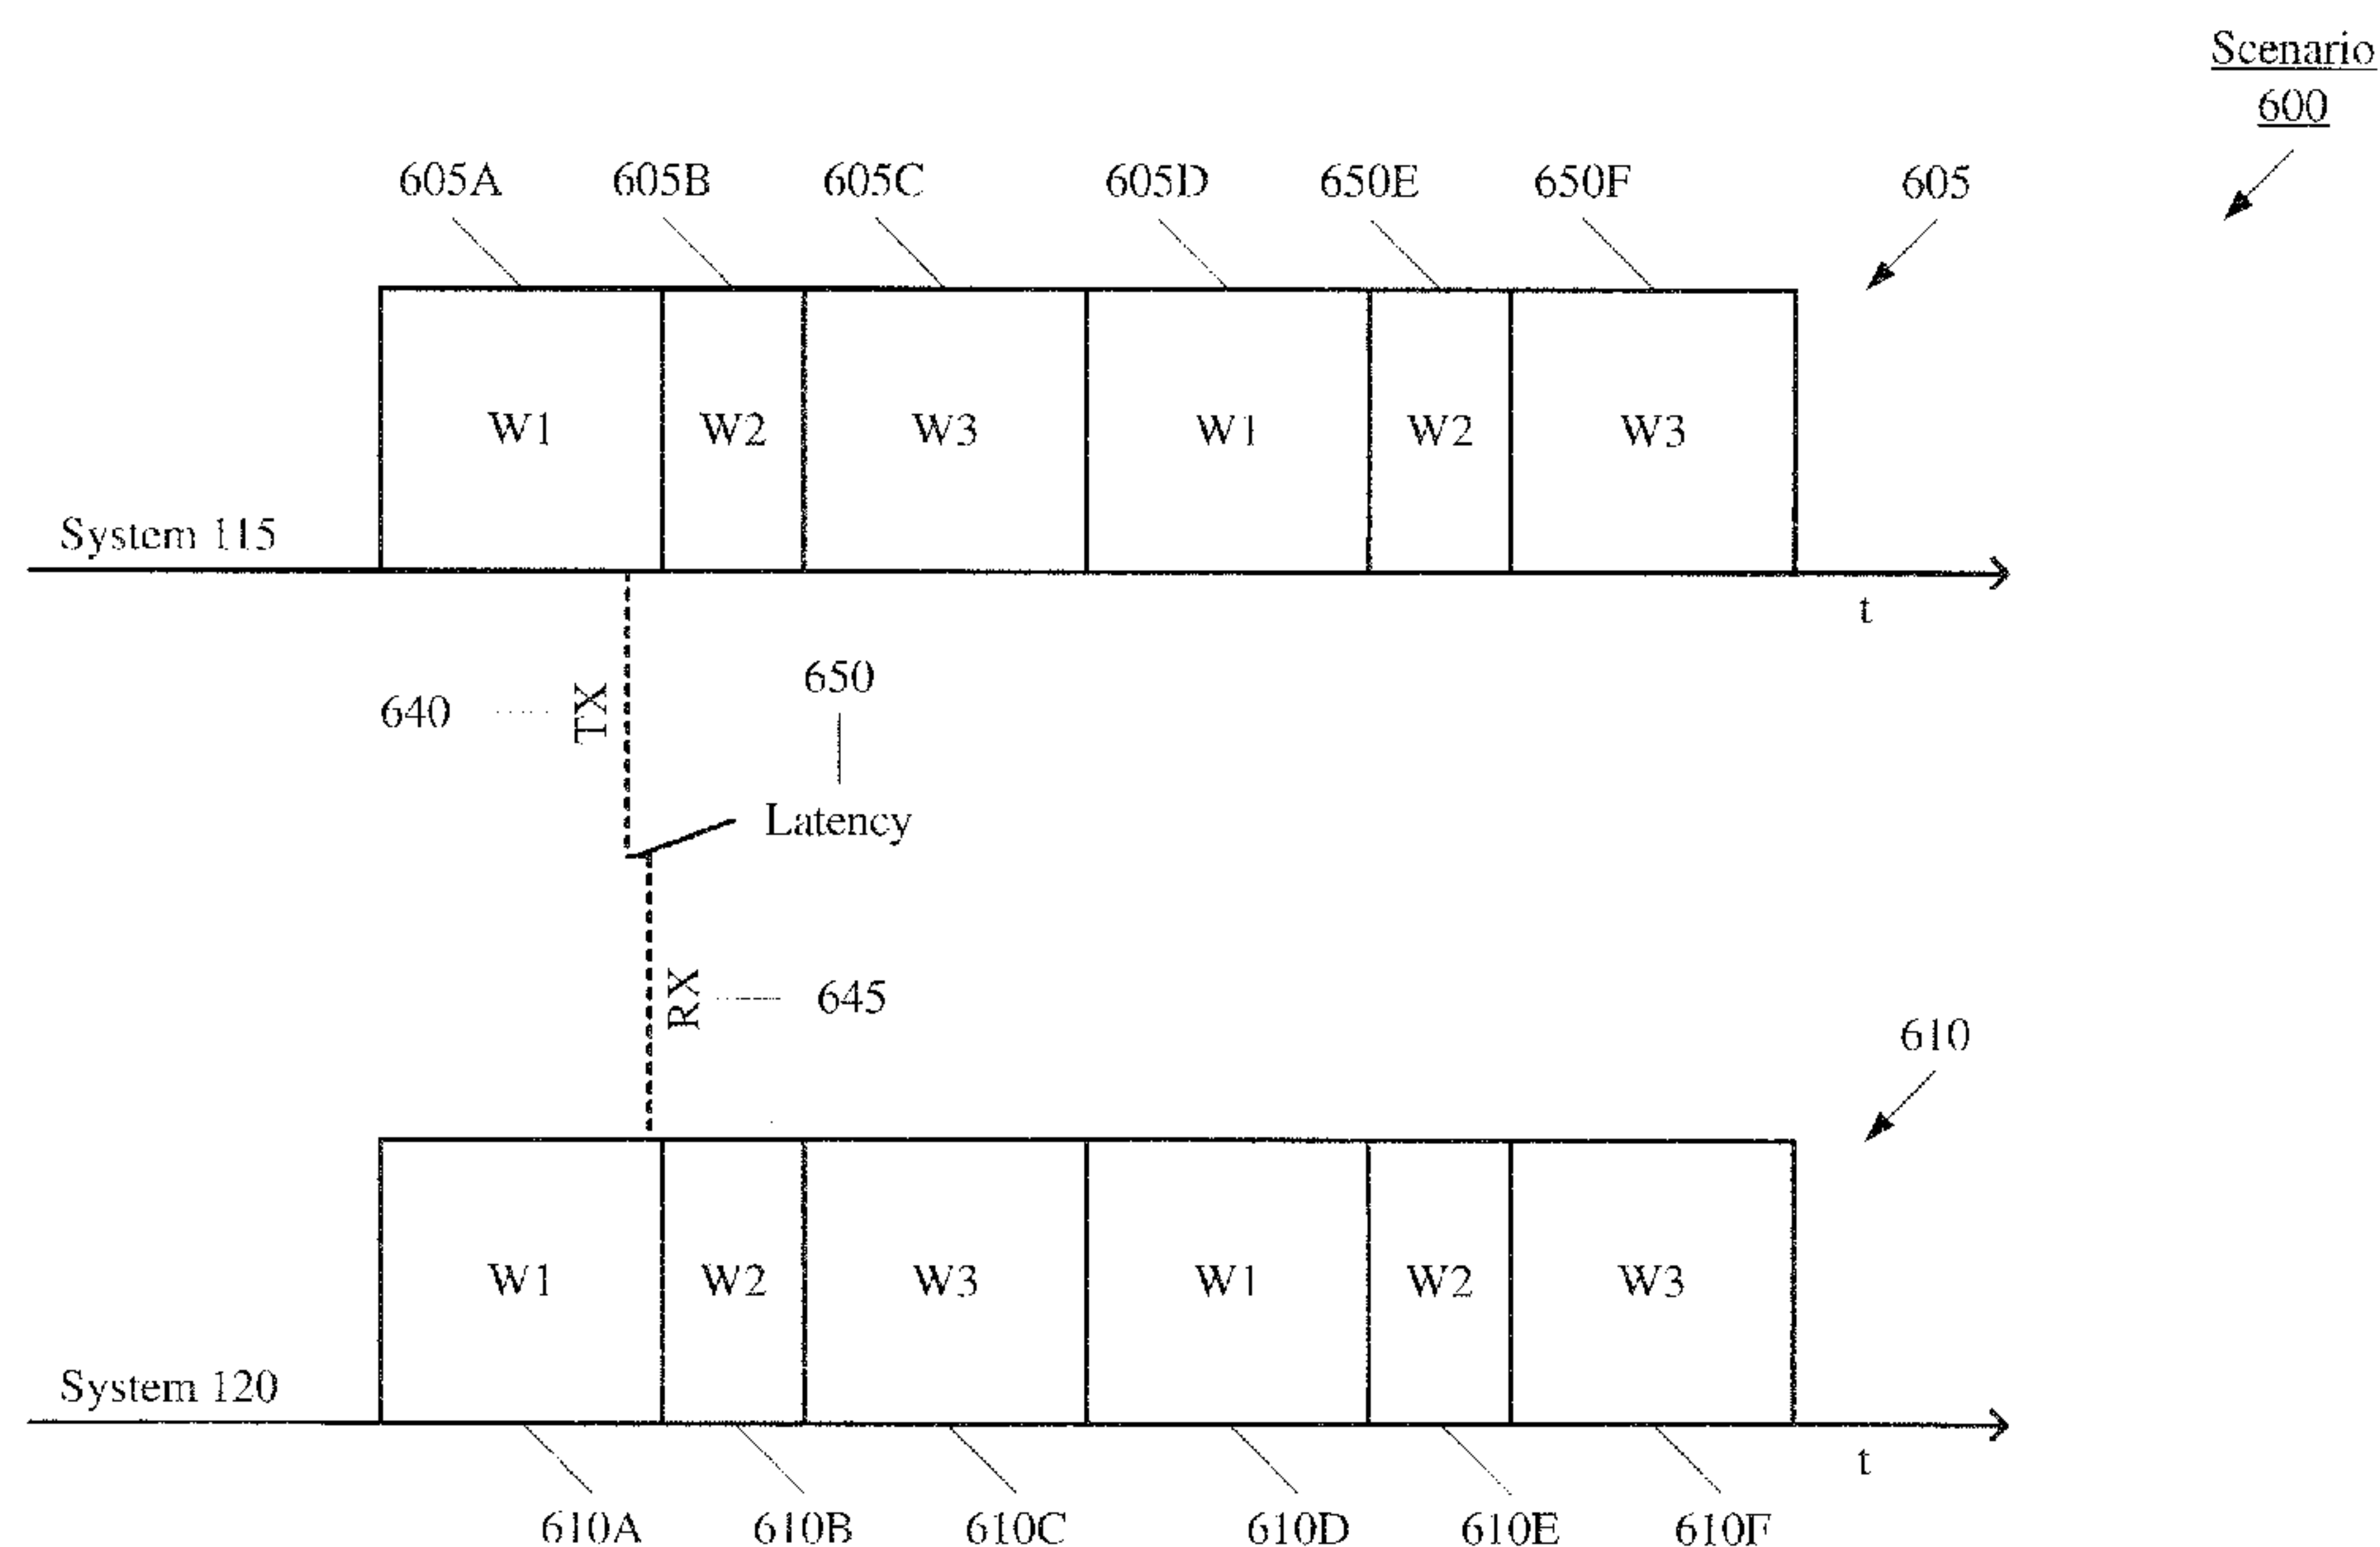 Scenario
600
605A 605B 605C 605D 650E 650F 605
W1 W2 W3 W1 W2 W3
System 115
t
650
640 TX
Latency
RX 645
610
W1 W2 W3 W1 W2 W3
System 120
t
610A 610B 610C 610D 610E 610F